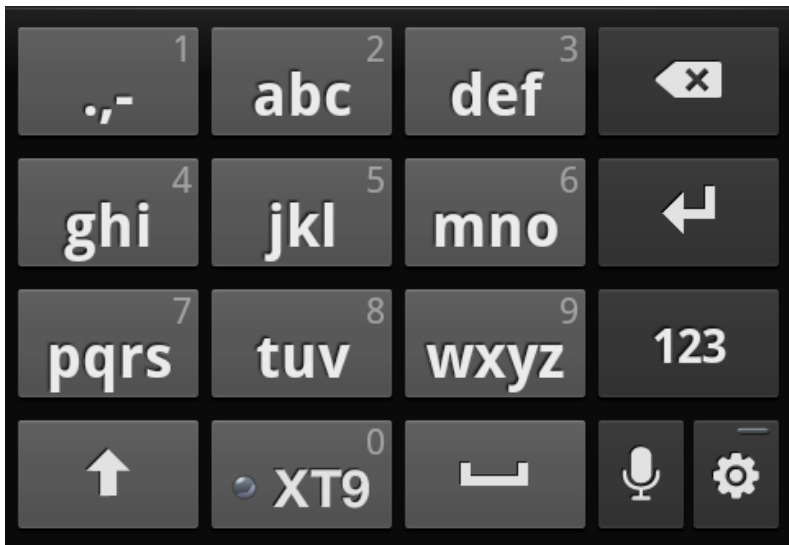 1 2 3
.,- abc def
4 5 6
ghi jkl mno
7 8 9
pqrs tuv wxyz 123
0
XT9